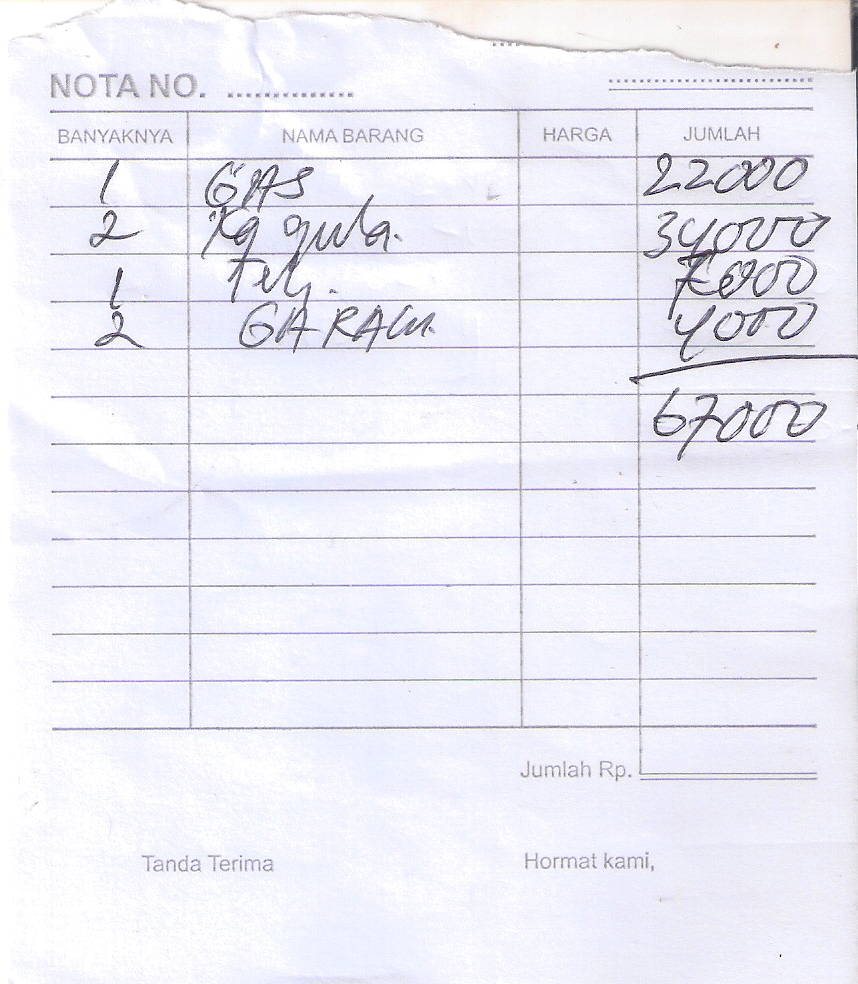 NOTA NO. ..............
BANYAKNYA NAMA BARANG HARGA JUMLAH
1 GAS 22000
2 kg gula. 34000
1 7000
2 GARAM 4000
67000
Jumlah Rp.
Tanda Terima Hormat kami,